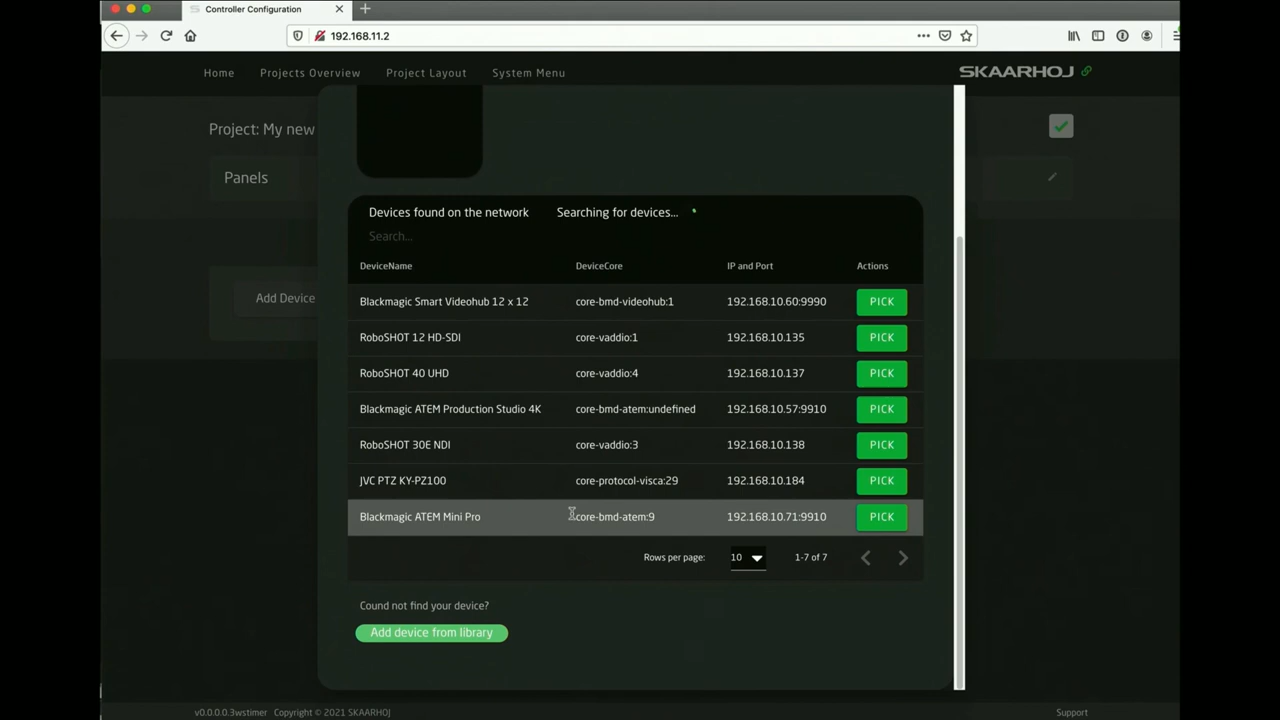 Controller Configuration
192.168.11.2
Home Projects Overview Project Layout System Menu SKAARHOJ
Project: My new
Panels
Add Device
Devices found on the network Searching for devices...
Search...
DeviceName DeviceCore IP and Port Actions
Blackmagic Smart Videohub 12 x 12 core-bmd-videohub:1 192.168.10.60:9990 PICK
RoboSHOT 12 HD-SDI core-vaddio:1 192.168.10.135 PICK
RoboSHOT 40 UHD core-vaddio:4 192.168.10.137 PICK
Blackmagic ATEM Production Studio 4K core-bmd-atem:undefined 192.168.10.57:9910 PICK
RoboSHOT 30E NDI core-vaddio:3 192.168.10.138 PICK
JVC PTZ KY-PZ100 core-protocol-visca:29 192.168.10.184 PICK
Blackmagic ATEM Mini Pro core-bmd-atem:9 192.168.10.71:9910 PICK
Rows per page: 10 1-7 of 7
Cound not find your device?
Add device from library
v0.0.0.0.3wstimer Copyright © 2021 SKAARHOJ Support